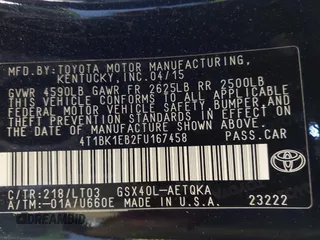 MFD.BY:TOYOTA MOTOR MANUFACTURING,
KENTUCKY,INC.04/15
GVWR 4590LB GAWR FR 2625LB RR 2500LB
THIS VEHICLE CONFORMS TO ALL APPLICABLE
FEDERAL MOTOR VEHICLE SAFETY, BUMPER, AND
THEFT PREVENTION STANDARDS IN EFFECT ON
THE DATE OF MANUFACTURE SHOWN ABOVE.
4T1BK1EB2FU167458 PASS.CAR
C/TR:218/LT03 GSX40L-AETQKA
A/TM:-01A/U660E MADE IN U.S.A. 23222
TOYOTA
DREAMBID